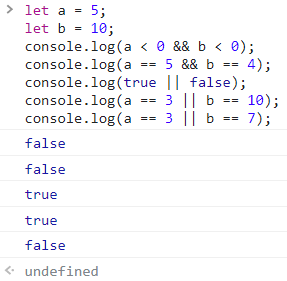 > let a = 5;
let b = 10;
console.log(a < 0 && b < 0);
console.log(a == 5 && b == 4);
console.log(true || false);
console.log(a == 3 || b == 10);
console.log(a == 3 || b == 7);
false
false
true
true
false
undefined